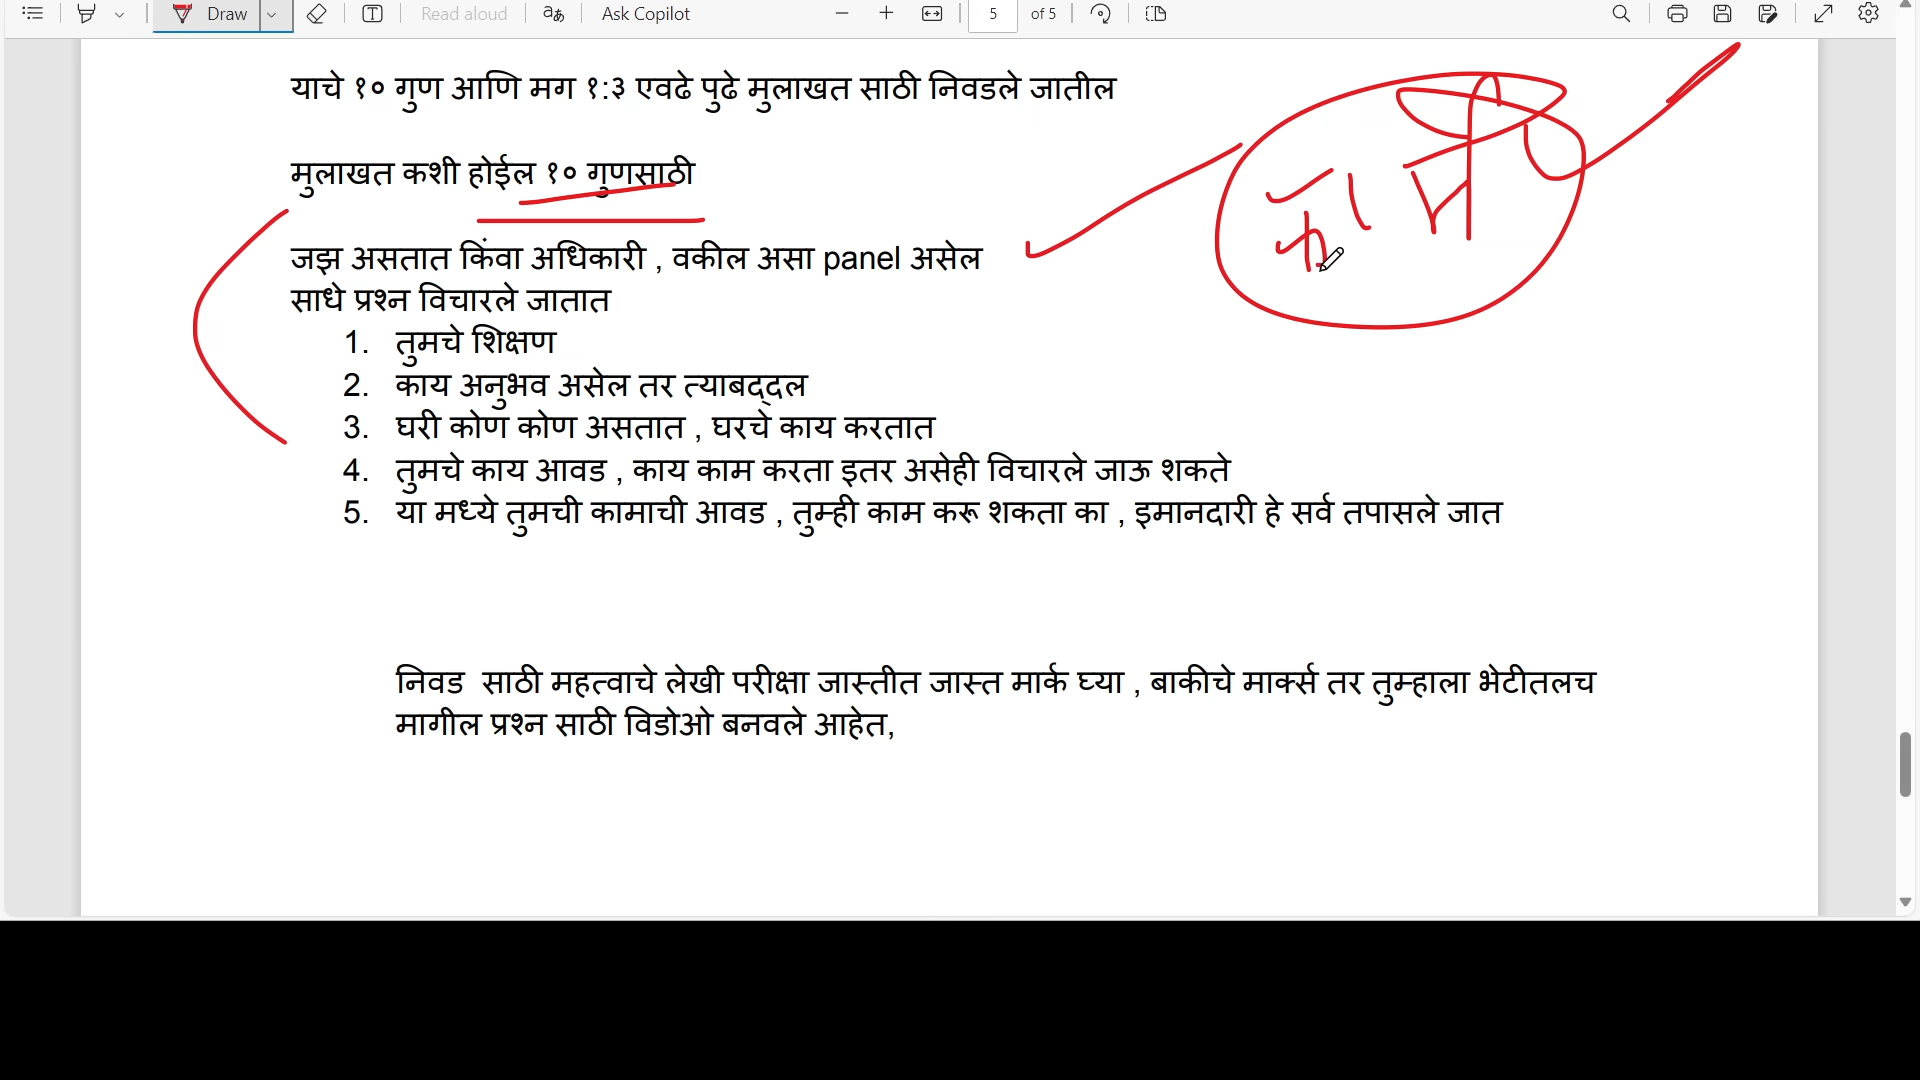 Draw Read aloud Ask Copilot 5 of 5
याचे १० गुण आणि मग १:३ एवढे पुढे मुलाखत साठी निवडले जातील
मुलाखत कशी होईल १० गुणसाठी
जझ असतात किंवा अधिकारी , वकील असा panel असेल
साधे प्रश्न विचारले जातात
1. तुमचे शिक्षण
2. काय अनुभव असेल तर त्याबद्दल
3. घरी कोण कोण असतात , घरचे काय करतात
4. तुमचे काय आवड , काय काम करता इतर असेही विचारले जाऊ शकते
5. या मध्ये तुमची कामाची आवड , तुम्ही काम करू शकता का , इमानदारी हे सर्व तपासले जात
निवड साठी महत्वाचे लेखी परीक्षा जास्तीत जास्त मार्क घ्या , बाकीचे मार्क्स तर तुम्हाला भेटीतलच
मागील प्रश्न साठी विडोओ बनवले आहेत,